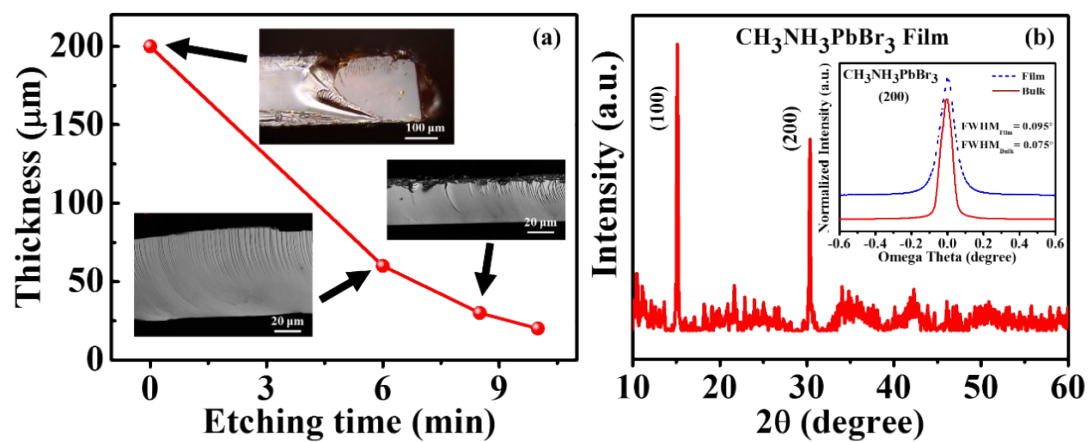 (a)
200
150
100
50
0
Thickness (μm)
0
3
6
9
Etching time (min)
100 μm
20 μm
20 μm
(b)
CH3NH3PbBr3 Film
(100)
(200)
Intensity (a.u.)
10
20
30
40
50
60
2θ (degree)
CH3NH3PbBr3
(200)
Film
Bulk
FWHMFilm= 0.095°
FWHMBulk= 0.075°
Normalized Intensity (a.u.)
-0.6
-0.4
-0.2
0.0
0.2
0.4
0.6
Omega Theta (degree)